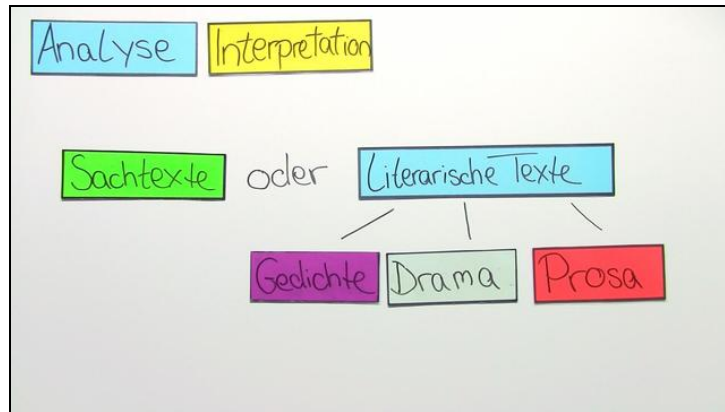 Analyse Interpretation
Sachtexte oder Literarische Texte
Gedichte Drama Prosa